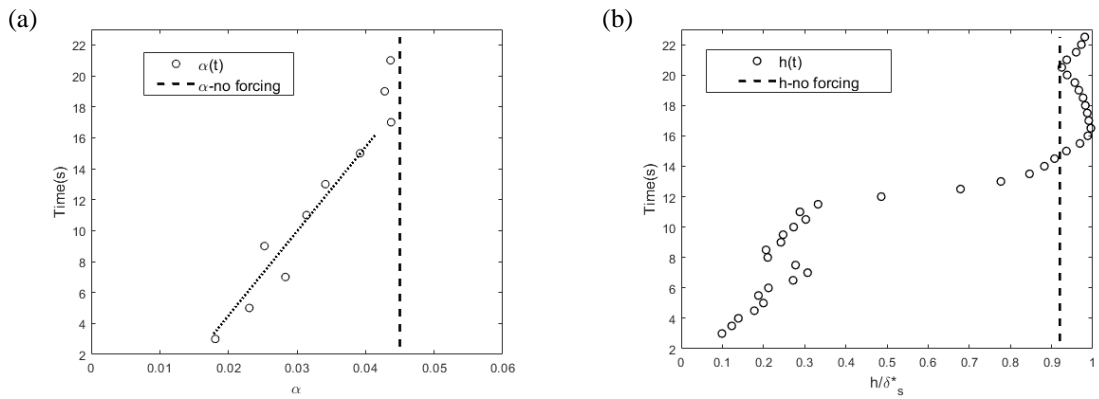 (a)
22
20
18
16
14
12
10
8
6
4
2
Time(s)
α(t)
α-no forcing
0 0.01 0.02 0.03 0.04 0.05 0.06
α
(b)
22
20
18
16
14
12
10
8
6
4
2
Time(s)
h(t)
h-no forcing
0 0.1 0.2 0.3 0.4 0.5 0.6 0.7 0.8 0.9 1
h/δ*s